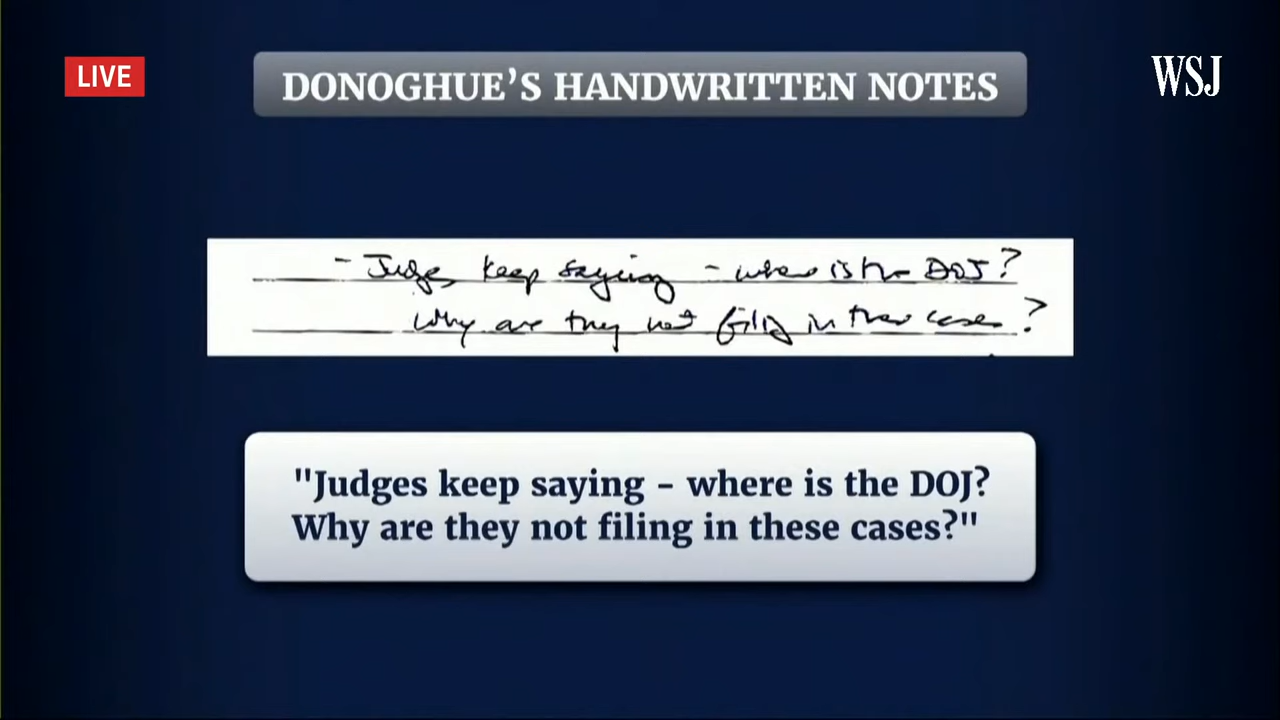 LIVE
DONOGHUE’S HANDWRITTEN NOTES
WSJ
- Judges keep saying - where is the DOJ?
Why are they not filing in these cases?
"Judges keep saying - where is the DOJ?
Why are they not filing in these cases?"